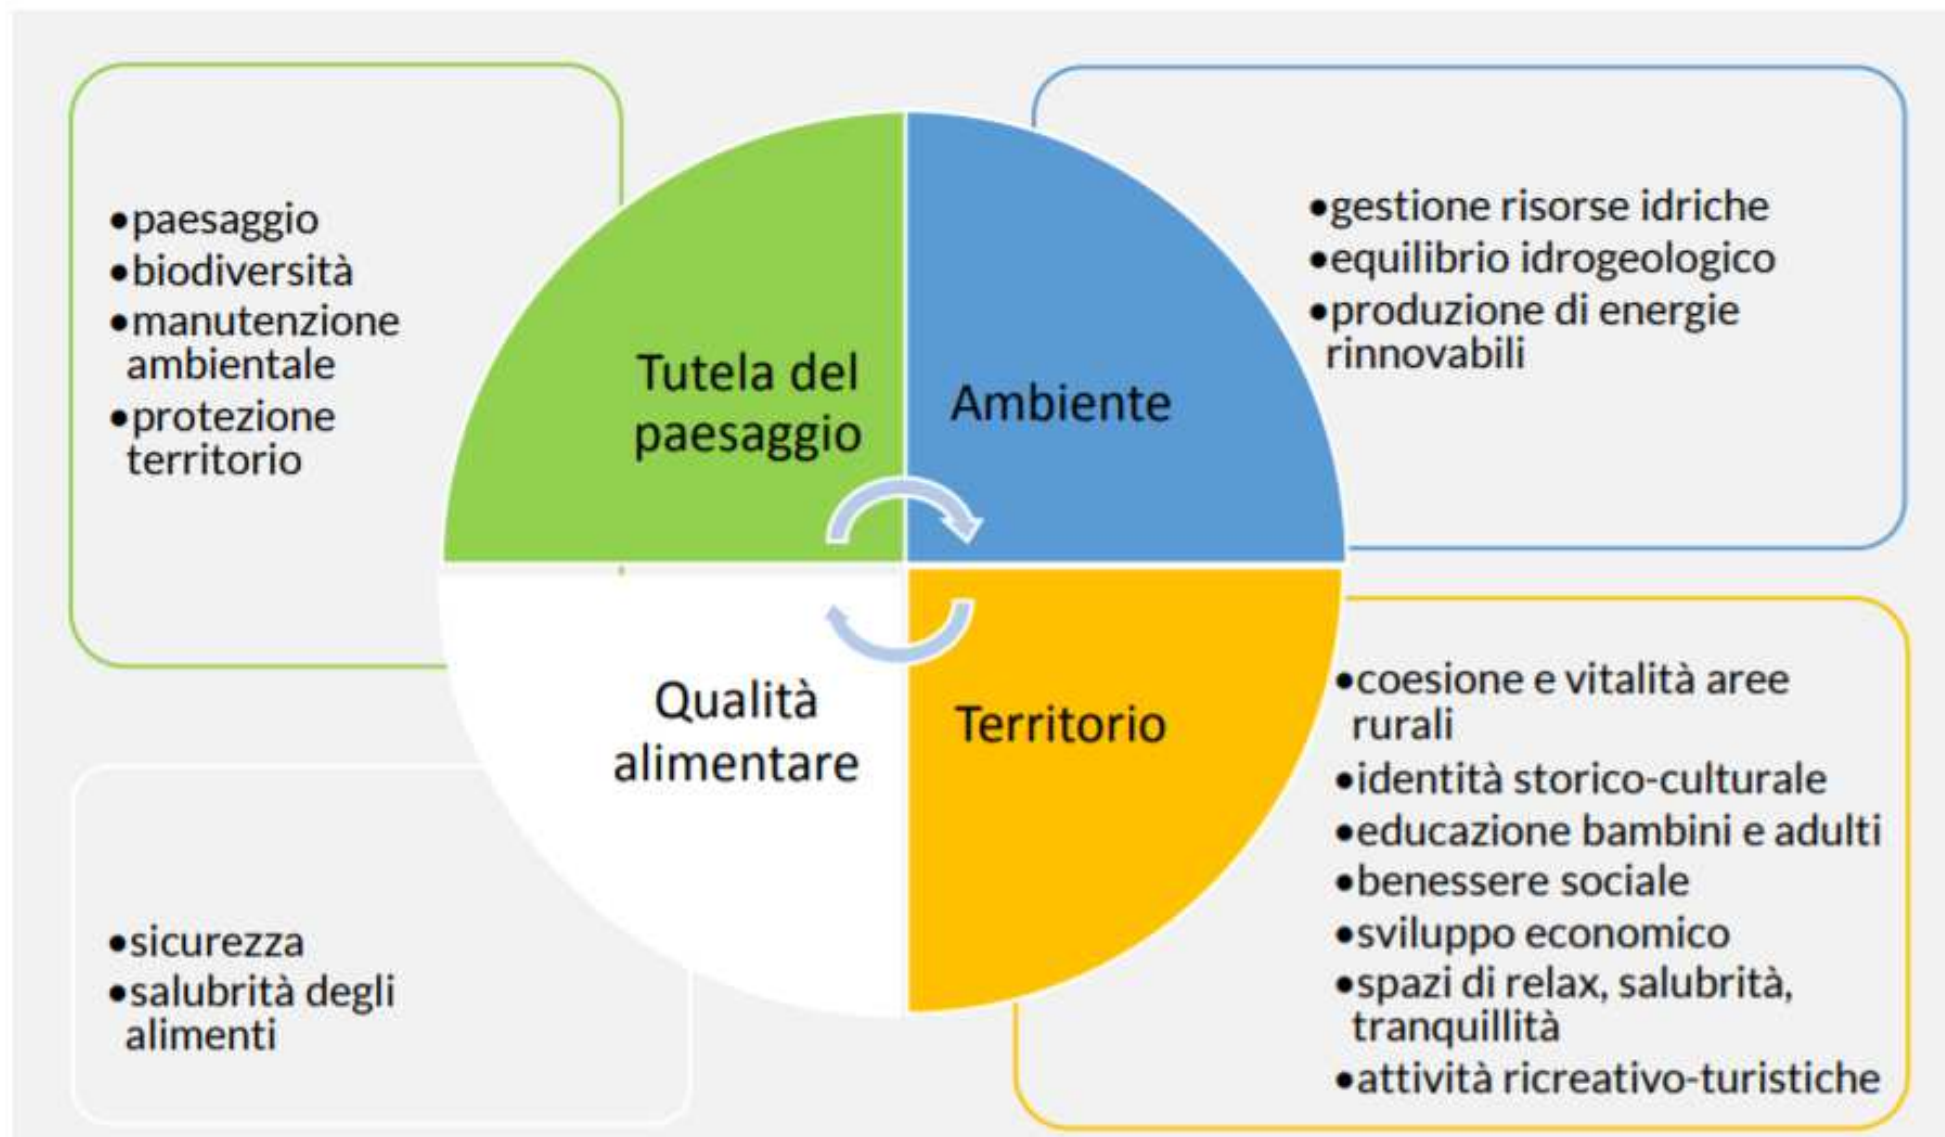 •paesaggio
•biodiversità
•manutenzione
ambientale
•protezione
territorio
Tutela del
paesaggio
Ambiente
•gestione risorse idriche
•equilibrio idrogeologico
•produzione di energie
rinnovabili
Qualità
alimentare
•sicurezza
•salubrità degli
alimenti
Territorio
•coesione e vitalità aree
rurali
•identità storico-culturale
•educazione bambini e adulti
•benessere sociale
•sviluppo economico
•spazi di relax, salubrità,
tranquillità
•attività ricreativo-turistiche